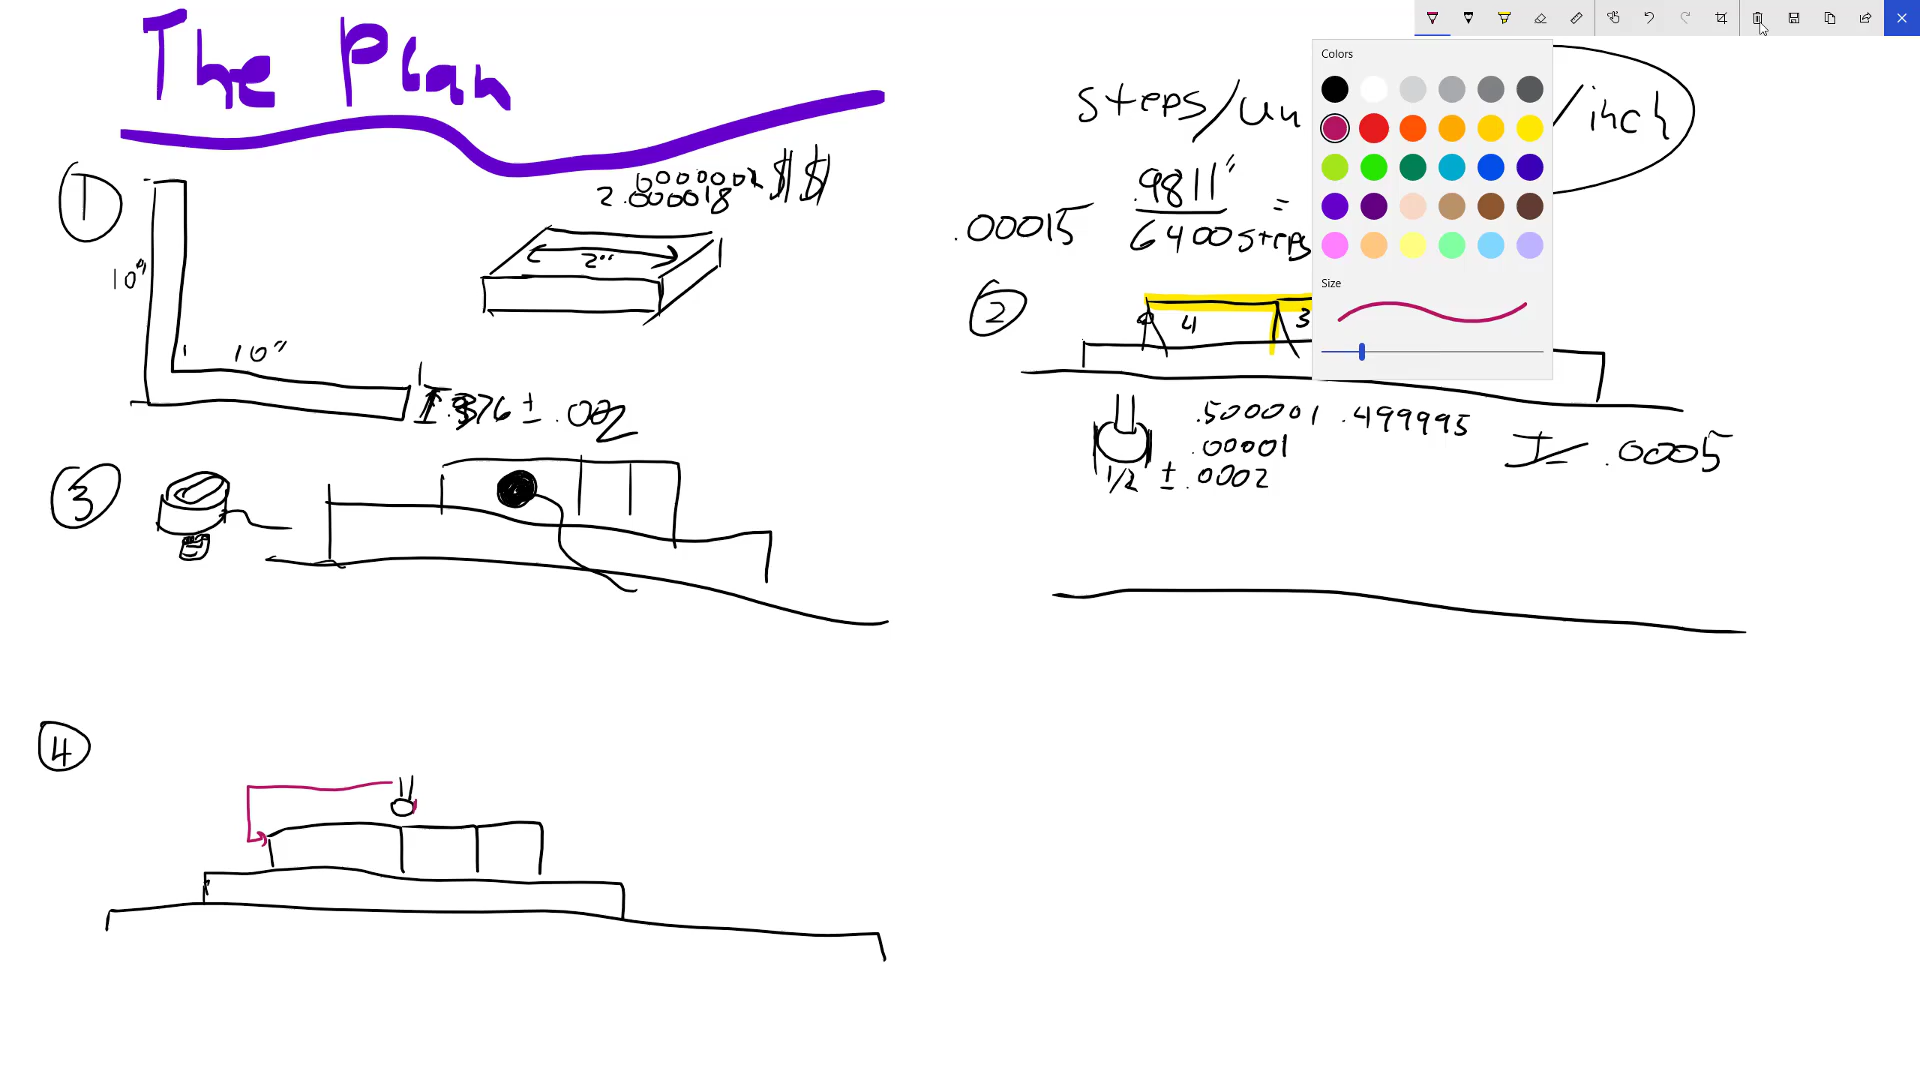 The Plan
steps/un
/inch
Colors
Size
.9811"
6400 steps
=
.00015
1
10"
10"
2.000018
$$
2"
.376 ± .002
2
4
3
.500001 .499995
.00001
1/2 ± .0002
.0005
3
4